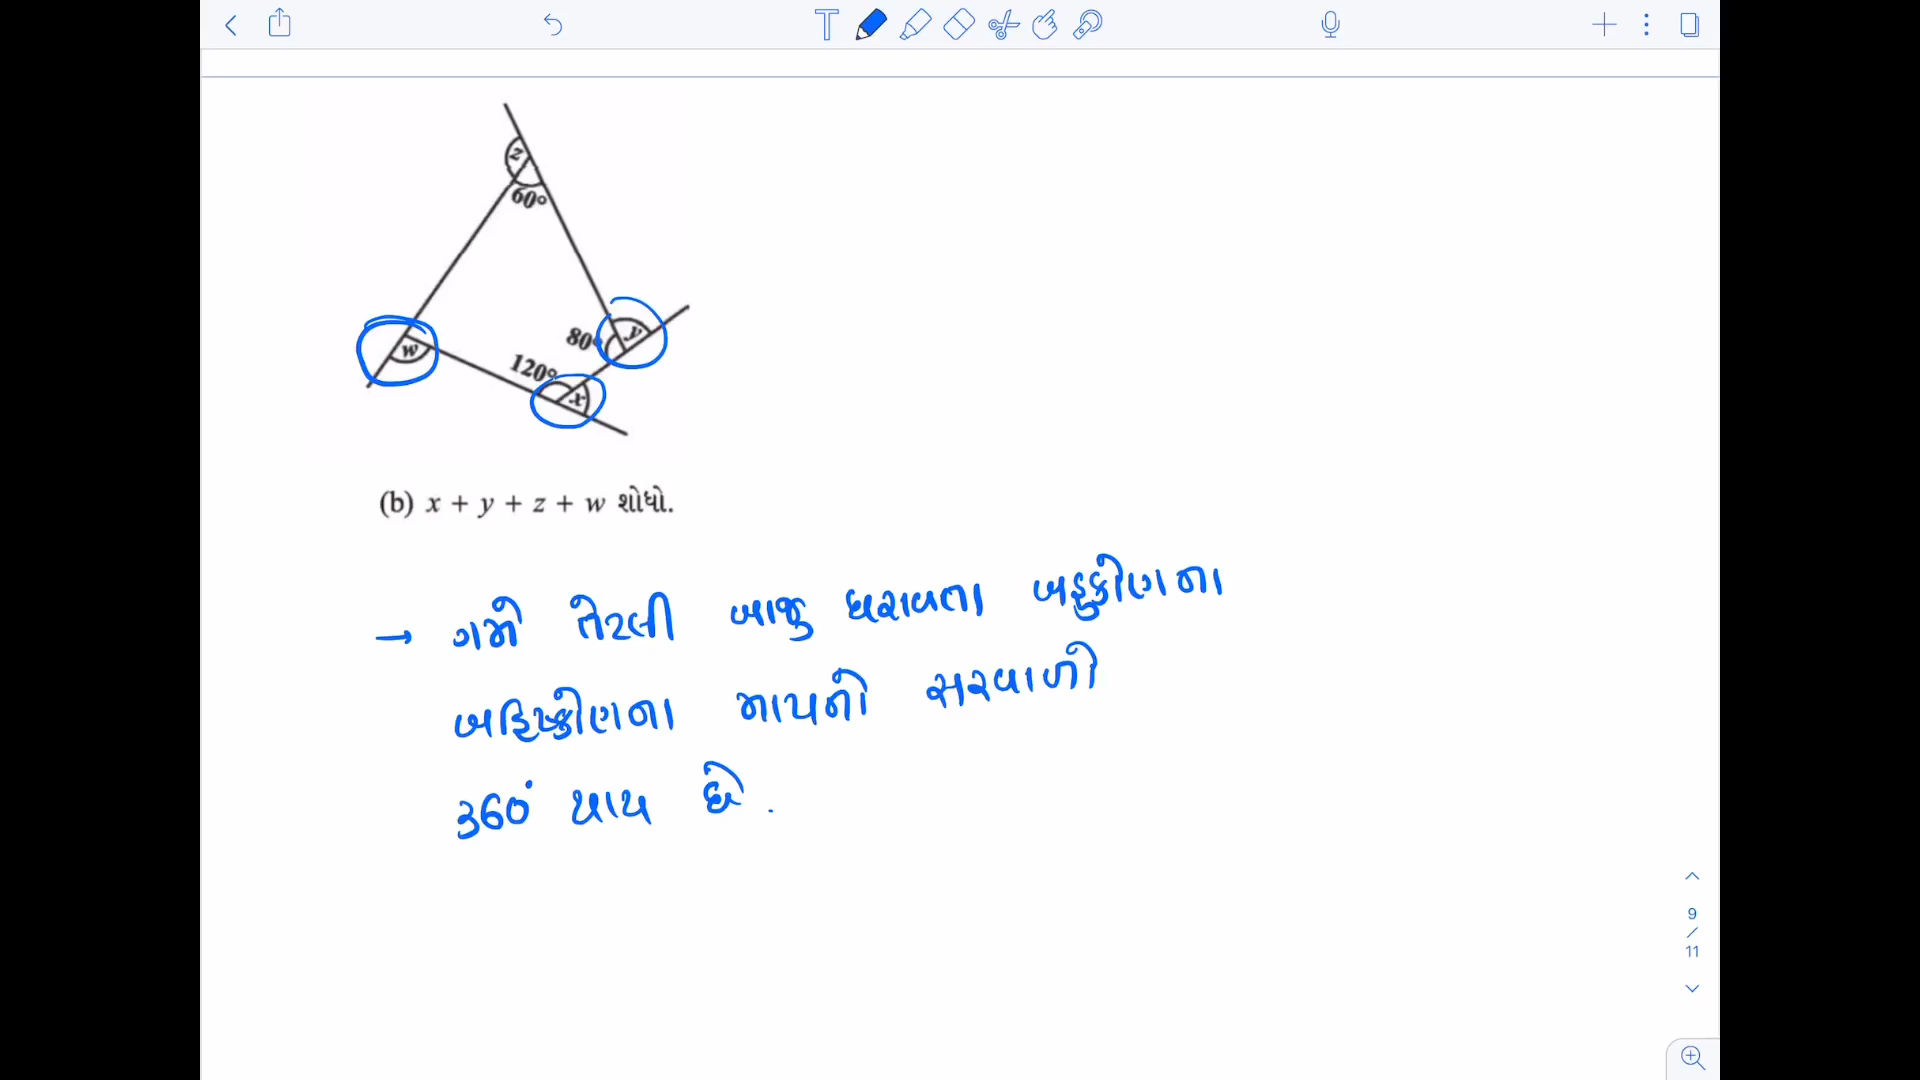 z
60°
80°
y
w
120°
x
(b) x + y + z + w શોધો.
→ ગમે તેટલી બાજુ ધરાવતા બહુકોણના
બહિષ્કોણના માપનો સરવાળો
360° થાય છે.
9
/
11